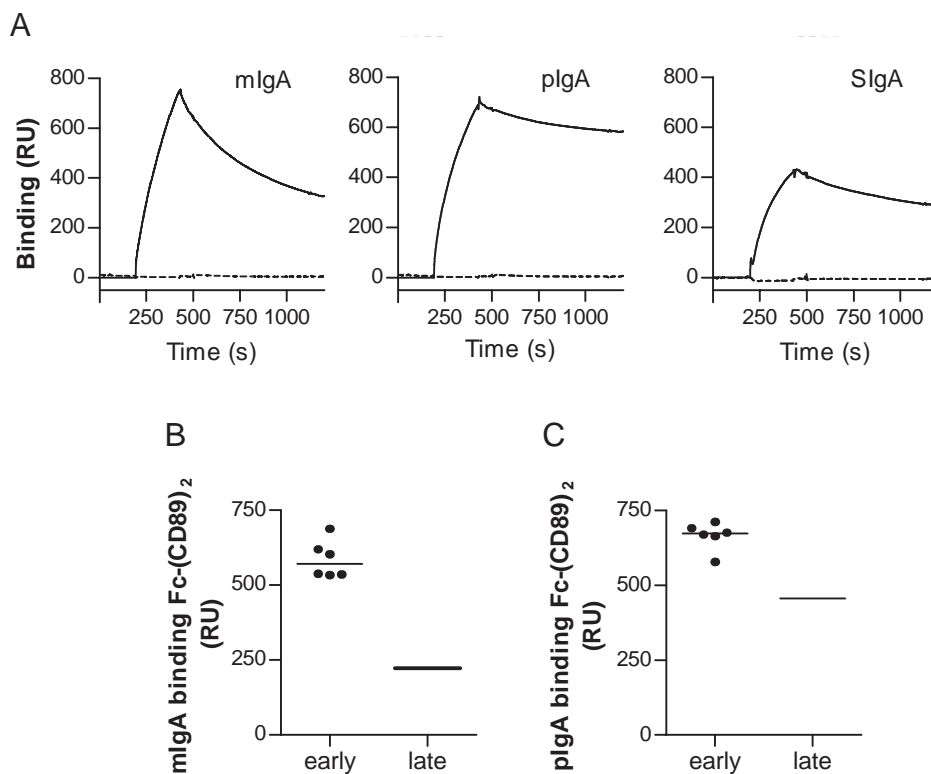 A
mIgA
pIgA
SIgA
Binding (RU)
800
600
400
200
0
250 500 750 1000
Time (s)
800
600
400
200
0
250 500 750 1000
Time (s)
800
600
400
200
0
250 500 750 1000
Time (s)
B
mIgA binding Fc-(CD89)2
(RU)
750
500
250
0
early late
C
pIgA binding Fc-(CD89)2
(RU)
750
500
250
0
early late